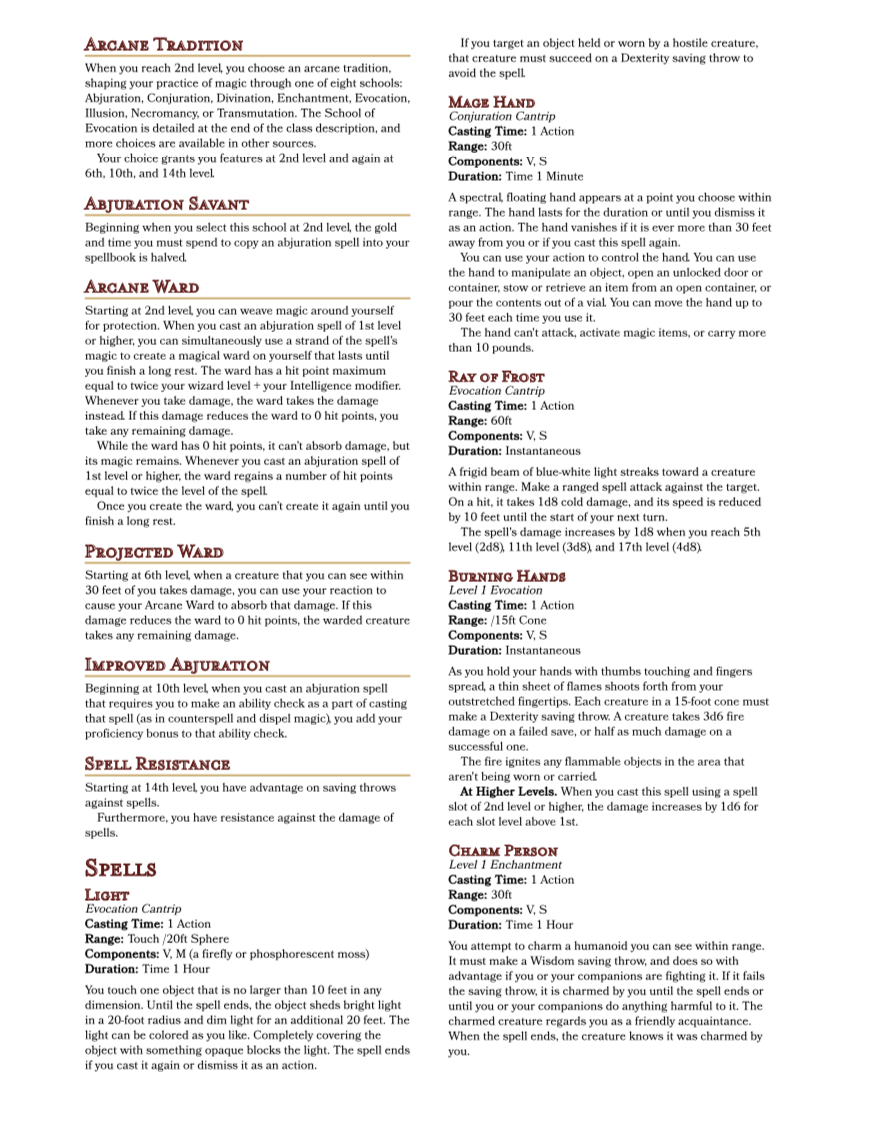 Arcane Tradition
When you reach 2nd level, you choose an arcane tradition,
shaping your practice of magic through one of eight schools:
Abjuration, Conjuration, Divination, Enchantment, Evocation,
Illusion, Necromancy, or Transmutation. The School of
Evocation is detailed at the end of the class description, and
more choices are available in other sources.
Your choice grants you features at 2nd level and again at
6th, 10th, and 14th level.
Abjuration Savant
Beginning when you select this school at 2nd level, the gold
and time you must spend to copy an abjuration spell into your
spellbook is halved.
Arcane Ward
Starting at 2nd level, you can weave magic around yourself
for protection. When you cast an abjuration spell of 1st level
or higher, you can simultaneously use a strand of the spell's
magic to create a magical ward on yourself that lasts until
you finish a long rest. The ward has a hit point maximum
equal to twice your wizard level + your Intelligence modifier.
Whenever you take damage, the ward takes the damage
instead. If this damage reduces the ward to 0 hit points, you
take any remaining damage.
While the ward has 0 hit points, it can't absorb damage, but
its magic remains. Whenever you cast an abjuration spell of
1st level or higher, the ward regains a number of hit points
equal to twice the level of the spell.
Once you create the ward, you can't create it again until you
finish a long rest.
Projected Ward
Starting at 6th level, when a creature that you can see within
30 feet of you takes damage, you can use your reaction to
cause your Arcane Ward to absorb that damage. If this
damage reduces the ward to 0 hit points, the warded creature
takes any remaining damage.
Improved Abjuration
Beginning at 10th level, when you cast an abjuration spell
that requires you to make an ability check as a part of casting
that spell (as in counterspell and dispel magic), you add your
proficiency bonus to that ability check.
Spell Resistance
Starting at 14th level, you have advantage on saving throws
against spells.
Furthermore, you have resistance against the damage of
spells.
Spells
Light
Evocation Cantrip
Casting Time: 1 Action
Range: Touch /20ft Sphere
Components: V, M (a firefly or phosphorescent moss)
Duration: Time 1 Hour
You touch one object that is no larger than 10 feet in any
dimension. Until the spell ends, the object sheds bright light
in a 20-foot radius and dim light for an additional 20 feet. The
light can be colored as you like. Completely covering the
object with something opaque blocks the light. The spell ends
if you cast it again or dismiss it as an action.
If you target an object held or worn by a hostile creature,
that creature must succeed on a Dexterity saving throw to
avoid the spell.
Mage Hand
Conjuration Cantrip
Casting Time: 1 Action
Range: 30ft
Components: V, S
Duration: Time 1 Minute
A spectral, floating hand appears at a point you choose within
range. The hand lasts for the duration or until you dismiss it
as an action. The hand vanishes if it is ever more than 30 feet
away from you or if you cast this spell again.
You can use your action to control the hand. You can use
the hand to manipulate an object, open an unlocked door or
container, stow or retrieve an item from an open container, or
pour the contents out of a vial. You can move the hand up to
30 feet each time you use it.
The hand can't attack, activate magic items, or carry more
than 10 pounds.
Ray of Frost
Evocation Cantrip
Casting Time: 1 Action
Range: 60ft
Components: V, S
Duration: Instantaneous
A frigid beam of blue-white light streaks toward a creature
within range. Make a ranged spell attack against the target.
On a hit, it takes 1d8 cold damage, and its speed is reduced
by 10 feet until the start of your next turn.
The spell's damage increases by 1d8 when you reach 5th
level (2d8), 11th level (3d8), and 17th level (4d8).
Burning Hands
Level 1 Evocation
Casting Time: 1 Action
Range: /15ft Cone
Components: V, S
Duration: Instantaneous
As you hold your hands with thumbs touching and fingers
spread, a thin sheet of flames shoots forth from your
outstretched fingertips. Each creature in a 15-foot cone must
make a Dexterity saving throw. A creature takes 3d6 fire
damage on a failed save, or half as much damage on a
successful one.
The fire ignites any flammable objects in the area that
aren't being worn or carried.
At Higher Levels. When you cast this spell using a spell
slot of 2nd level or higher, the damage increases by 1d6 for
each slot level above 1st.
Charm Person
Level 1 Enchantment
Casting Time: 1 Action
Range: 30ft
Components: V, S
Duration: Time 1 Hour
You attempt to charm a humanoid you can see within range.
It must make a Wisdom saving throw, and does so with
advantage if you or your companions are fighting it. If it fails
the saving throw, it is charmed by you until the spell ends or
until you or your companions do anything harmful to it. The
charmed creature regards you as a friendly acquaintance.
When the spell ends, the creature knows it was charmed by
you.